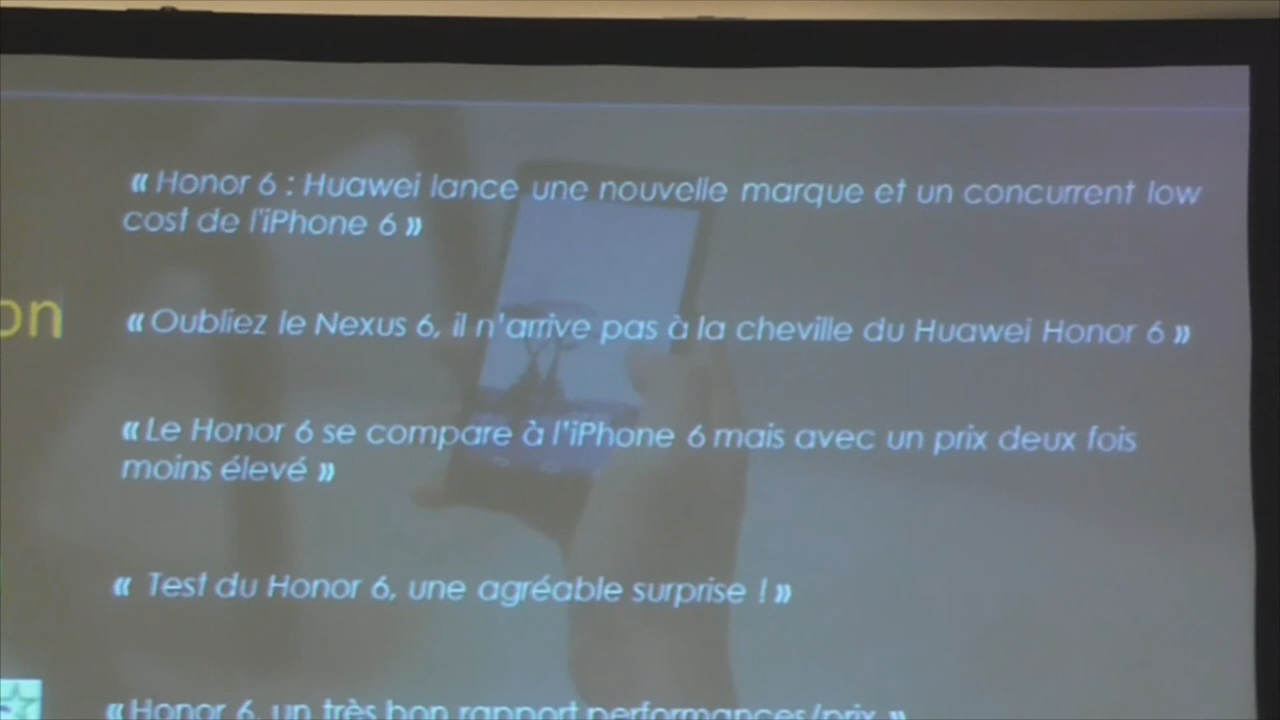 « Honor 6 : Huawei lance une nouvelle marque et un concurrent low
cost de l'iPhone 6 »
on
« Oubliez le Nexus 6, il n'arrive pas à la cheville du Huawei Honor 6 »
« Le Honor 6 se compare à l'iPhone 6 mais avec un prix deux fois
moins élevé »
« Test du Honor 6, une agréable surprise ! »
« Honor 6, un très bon rapport performances/prix »